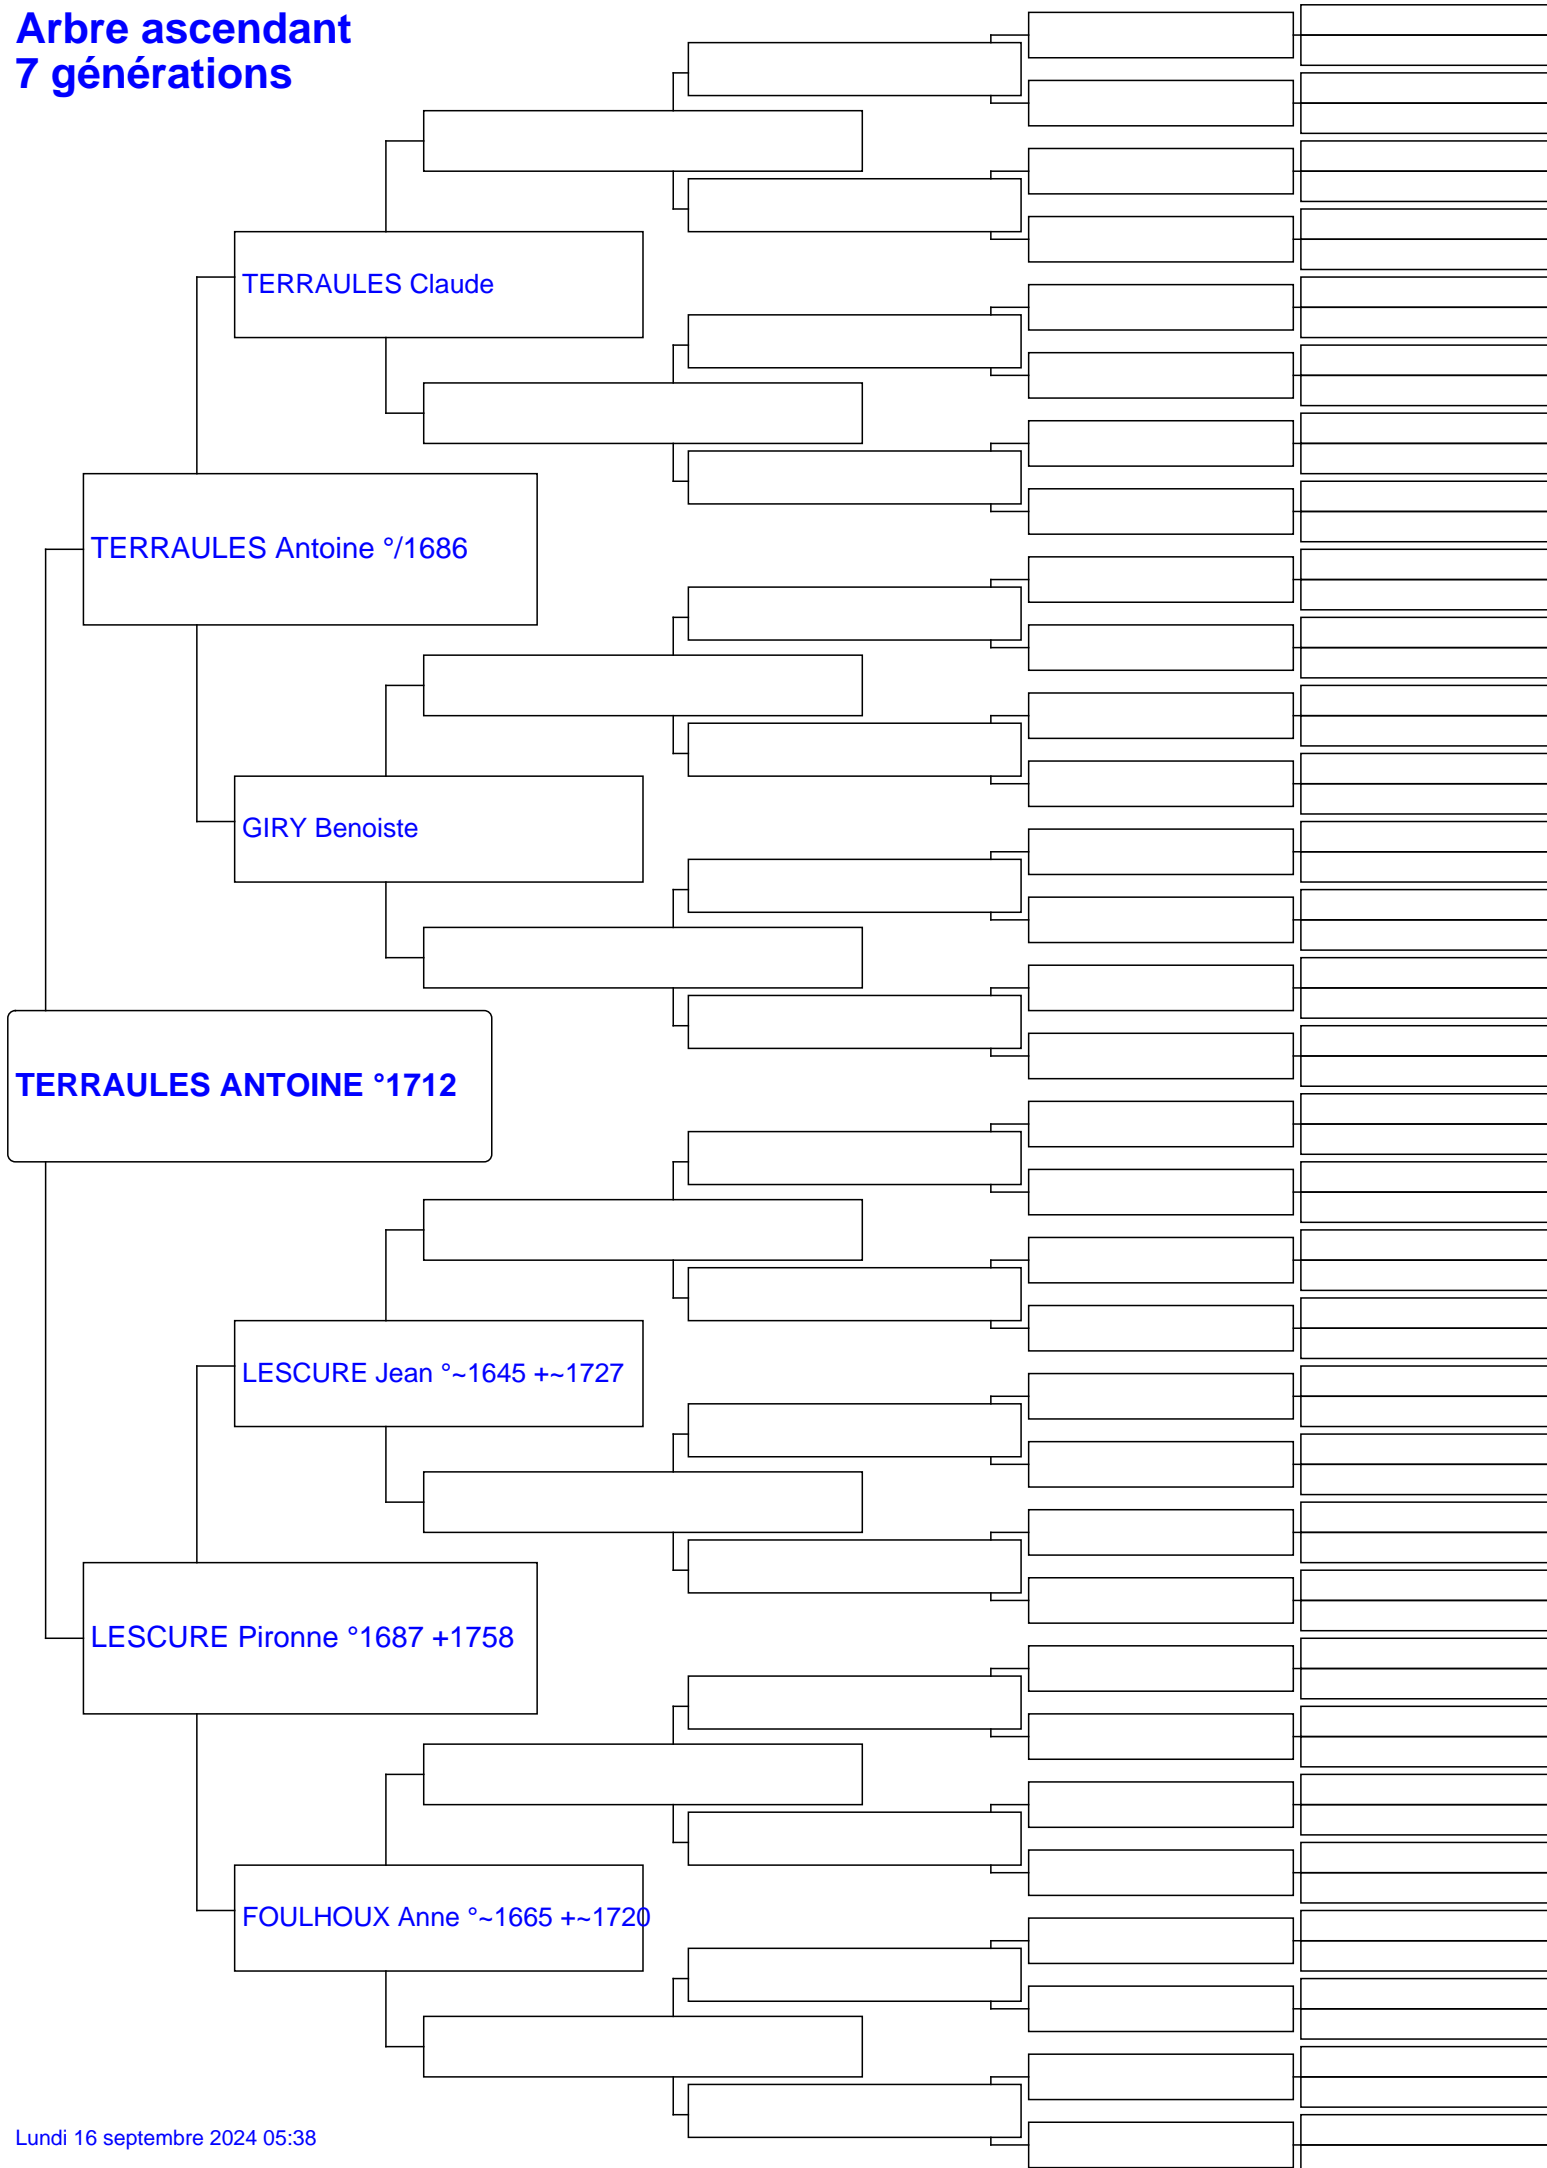 Arbre ascendant
7 générations
TERRAULES Claude
TERRAULES Antoine °/1686
GIRY Benoiste
TERRAULES ANTOINE °1712
LESCURE Jean °~1645 +~1727
LESCURE Pironne °1687 +1758
FOULHOUX Anne °~1665 +~1720
Lundi 16 septembre 2024 05:38